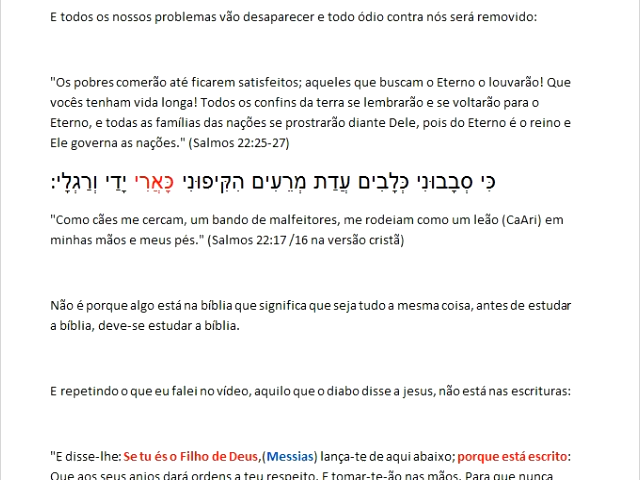 E todos os nossos problemas vão desaparecer e todo ódio contra nós será removido:
"Os pobres comerão até ficarem satisfeitos; aqueles que buscam o Eterno o louvarão! Que
vocês tenham vida longa! Todos os confins da terra se lembrarão e se voltarão para o
Eterno, e todas as famílias das nações se prostrarão diante Dele, pois do Eterno é o reino e
Ele governa as nações." (Salmos 22:25-27)
כִּי סְבָבוּנִי כְּלָבִים עֲדַת מְרֵעִים הִקִּיפוּנִי כָּאֲרִי יָדַי וְרַגְלָי:
"Como cães me cercam, um bando de malfeitores, me rodeiam como um leão (CaAri) em
minhas mãos e meus pés." (Salmos 22:17 /16 na versão cristã)
Não é porque algo está na bíblia que significa que seja tudo a mesma coisa, antes de estudar
a bíblia, deve-se estudar a bíblia.
E repetindo o que eu falei no vídeo, aquilo que o diabo disse a jesus, não está nas escrituras:
"E disse-lhe: Se tu és o Filho de Deus,(Messias) lança-te de aqui abaixo; porque está escrito:
Que aos seus anjos dará ordens a teu respeito, E tomar-te-ão nas mãos, Para que nunca